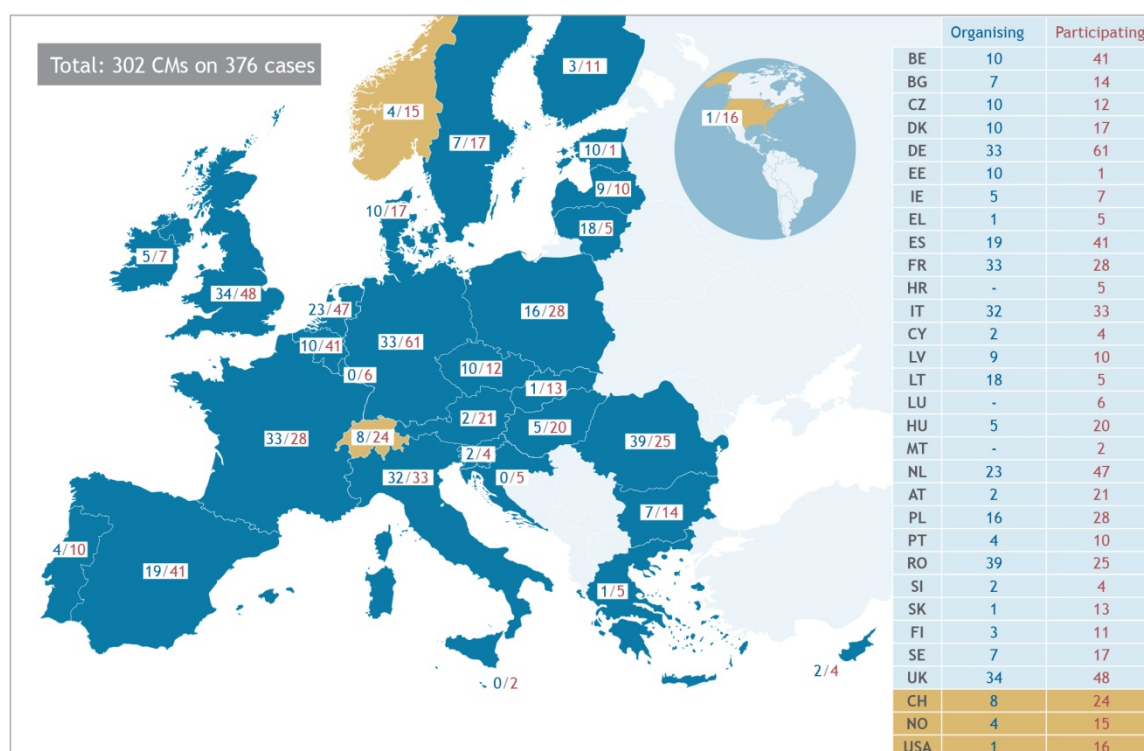 Total: 302 CMs on 376 cases
3/11
4/15
1/16
7/17
10/1
9/10
10/17
18/5
5/7
34/48
23/47
16/28
10/41
33/61
10/12
0/6
1/13
2/21
33/28
8/24
5/20
39/25
2/4
32/33
0/5
7/14
4/10
19/41
1/5
2/4
0/2
Organising Participating
BE 10 41
BG 7 14
CZ 10 12
DK 10 17
DE 33 61
EE 10 1
IE 5 7
EL 1 5
ES 19 41
FR 33 28
HR - 5
IT 32 33
CY 2 4
LV 9 10
LT 18 5
LU - 6
HU 5 20
MT - 2
NL 23 47
AT 2 21
PL 16 28
PT 4 10
RO 39 25
SI 2 4
SK 1 13
FI 3 11
SE 7 17
UK 34 48
CH 8 24
NO 4 15
USA 1 16